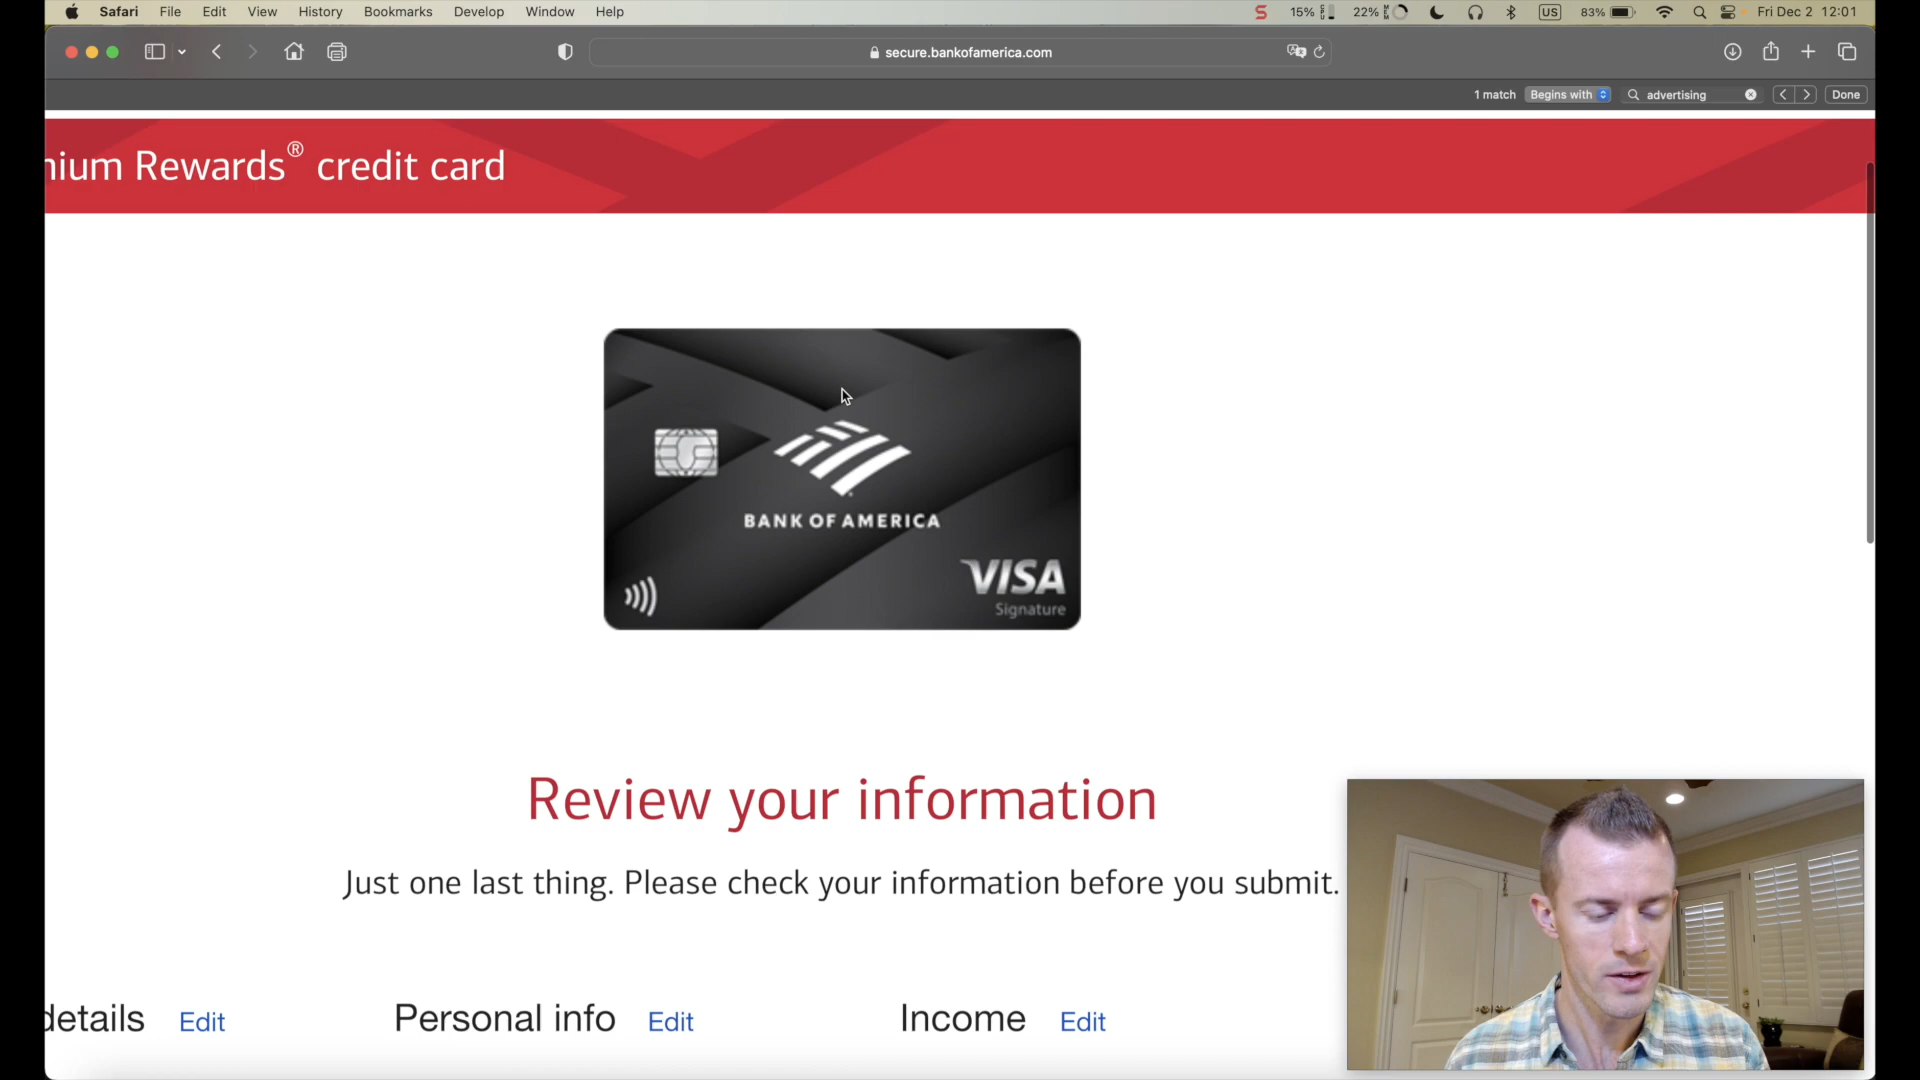 Safari File Edit View History Bookmarks Develop Window Help 15% 22% US 83% Fri Dec 2 12:01
secure.bankofamerica.com
1 match Begins with advertising Done
nium Rewards® credit card
BANK OF AMERICA
VISA
Signature
Review your information
Just one last thing. Please check your information before you submit.
details Edit Personal info Edit Income Edit